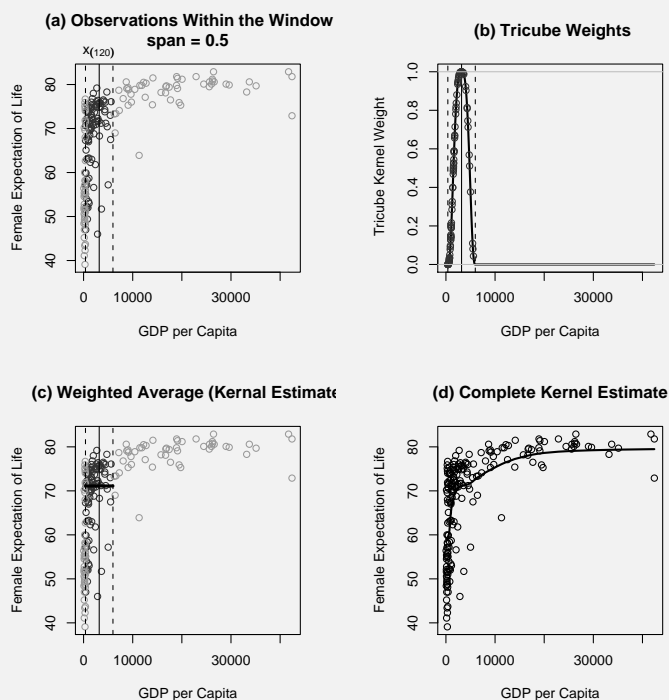 (a) Observations Within the Window
span = 0.5
x(120)
Female Expectation of Life
80
70
60
50
40
0
10000
30000
GDP per Capita
(b) Tricube Weights
Tricube Kernel Weight
1.0
0.8
0.6
0.4
0.2
0.0
0
10000
30000
GDP per Capita
(c) Weighted Average (Kernal Estimate
Female Expectation of Life
80
70
60
50
40
0
10000
30000
GDP per Capita
(d) Complete Kernel Estimate
Female Expectation of Life
80
70
60
50
40
0
10000
30000
GDP per Capita